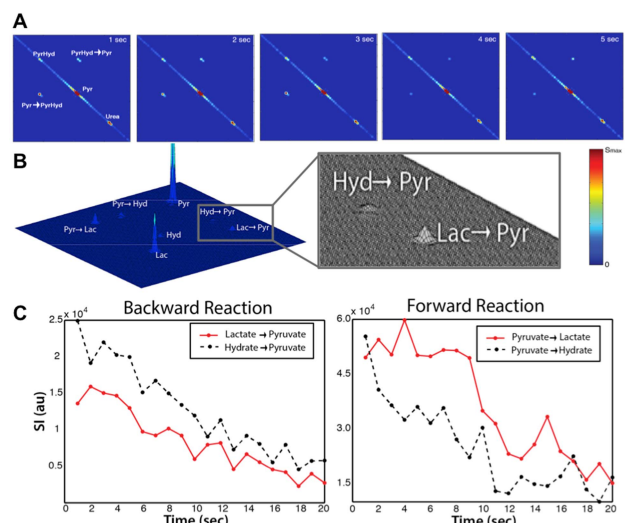 A
1 sec
2 sec
3 sec
4 sec
5 sec
PyrHyd
PyrHyd→Pyr
Pyr
Pyr→PyrHyd
Urea
B
Smax
0
Pyr→Lac
Pyr→Hyd
Pyr
Hyd→Pyr
Hyd
Lac→Pyr
Lac
Hyd→ Pyr
Lac→Pyr
C
Backward Reaction
2.5 x 10⁴
2
1.5
1
0.5
SI (au)
Lactate → Pyruvate
Hydrate → Pyruvate
0 2 4 6 8 10 12 14 16 18 20
Time (sec)
Forward Reaction
6.0 x 10⁴
4.5
3.0
1.5
Pyruvate→ Lactate
Pyruvate→ Hydrate
0 2 4 6 8 10 12 14 16 18 20
Time (sec)